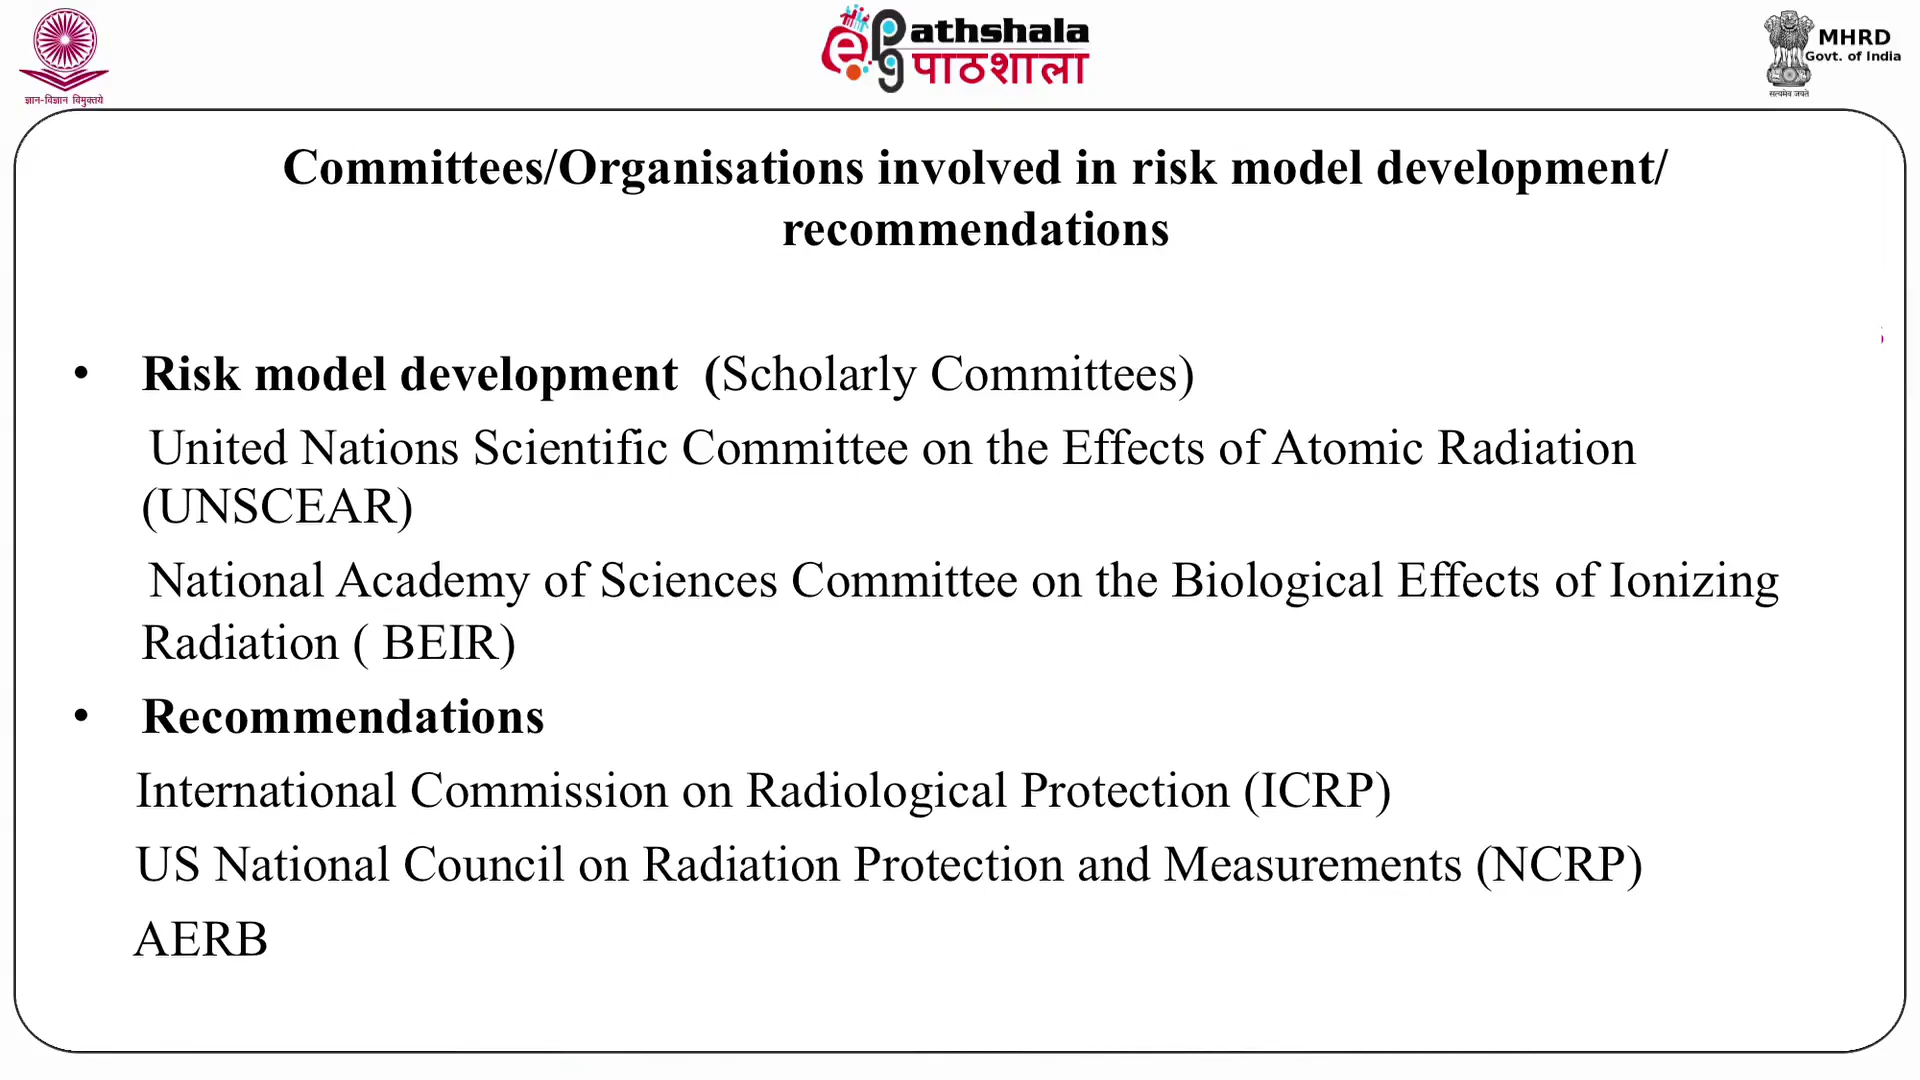 ज्ञान-विज्ञान विमुक्तये
ePG athshala
पाठशाला
MHRD
Govt. of India
सत्यमेव जयते
Committees/Organisations involved in risk model development/
recommendations
• Risk model development (Scholarly Committees)
United Nations Scientific Committee on the Effects of Atomic Radiation
(UNSCEAR)
National Academy of Sciences Committee on the Biological Effects of Ionizing
Radiation ( BEIR)
• Recommendations
International Commission on Radiological Protection (ICRP)
US National Council on Radiation Protection and Measurements (NCRP)
AERB